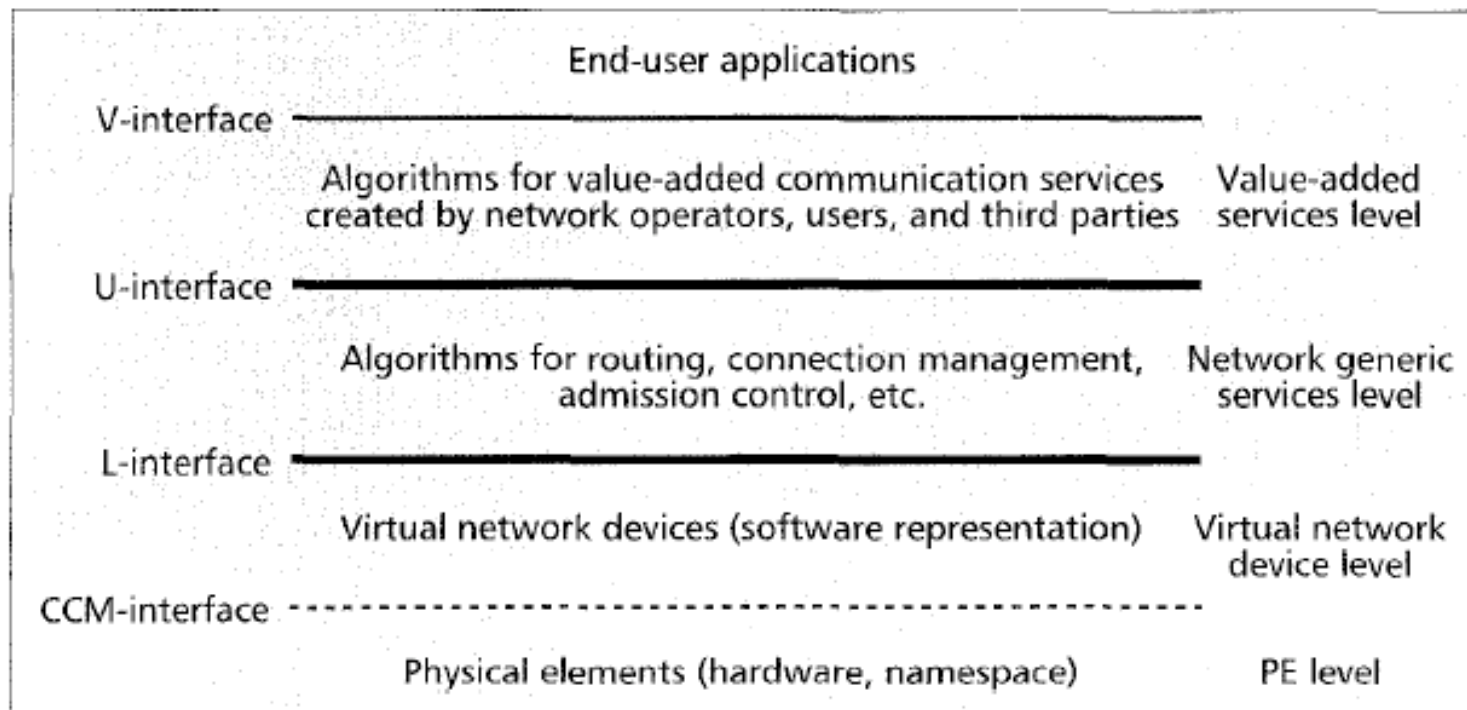 End-user applications
V-interface
Algorithms for value-added communication services
created by network operators, users, and third parties
Value-added
services level
U-interface
Algorithms for routing, connection management,
admission control, etc.
Network generic
services level
L-interface
Virtual network devices (software representation)
Virtual network
device level
CCM-interface
Physical elements (hardware, namespace)
PE level